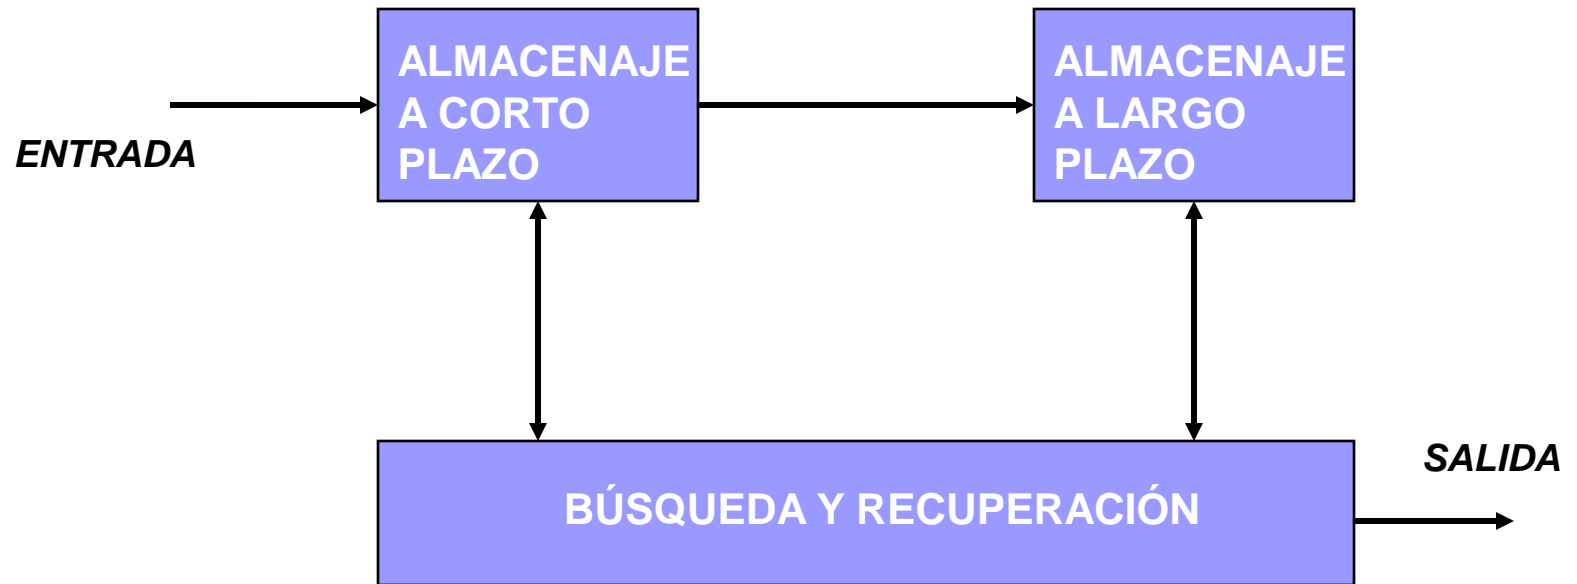 ALMACENAJE
A CORTO
PLAZO
ALMACENAJE
A LARGO
PLAZO
ENTRADA
BÚSQUEDA Y RECUPERACIÓN
SALIDA